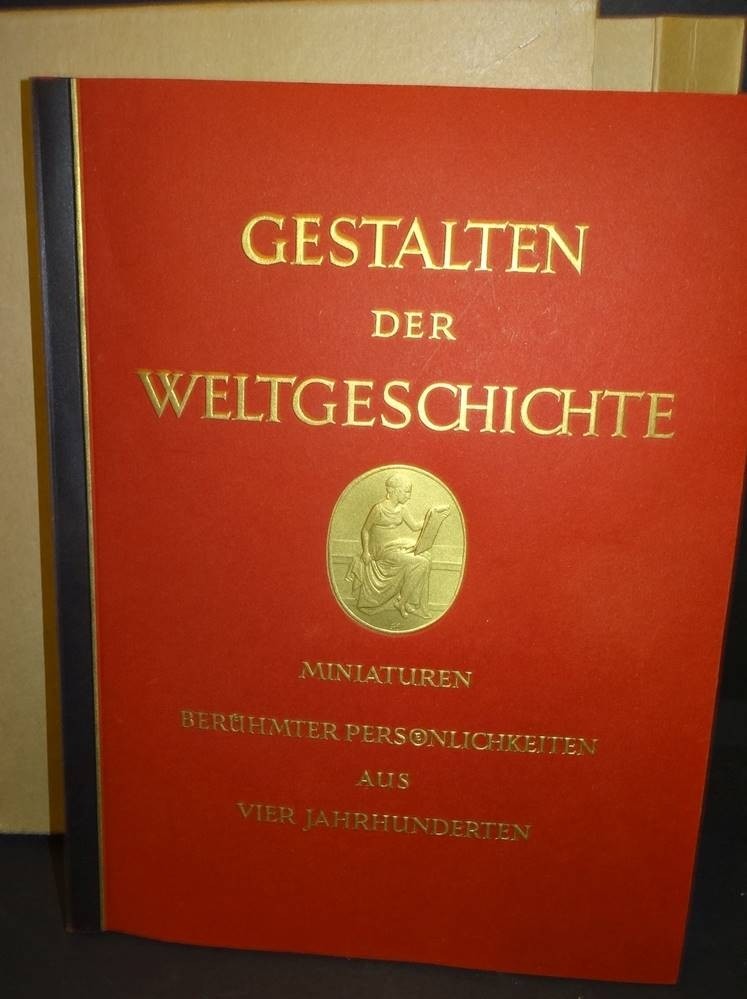 GESTALTEN
DER
WELTGESCHICHTE
MINIATUREN
BERÜHMTER PERSÖNLICHKEITEN
AUS
VIER JAHRHUNDERTEN